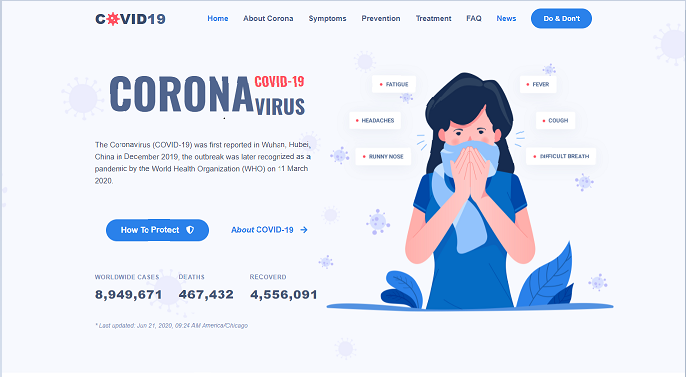 COVID19
Home About Corona Symptoms Prevention Treatment FAQ News Do & Don't
CORONA COVID-19 VIRUS
The Coronavirus (COVID-19) was first reported in Wuhan, Hubei,
China in December 2019, the outbreak was later recognized as a
pandemic by the World Health Organization (WHO) on 11 March
2020.
How To Protect About COVID-19
WORLDWIDE CASES DEATHS RECOVERD
8,949,671 467,432 4,556,091
* Last updated: Jun 21, 2020, 09:24 AM America/Chicago
FATIGUE FEVER
HEADACHES COUGH
RUNNY NOSE DIFFICULT BREATH